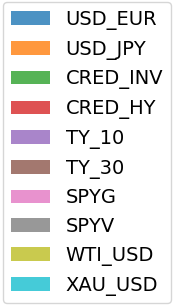 USD_EUR
USD_JPY
CRED_INV
CRED_HY
TY_10
TY_30
SPYG
SPYV
WTI_USD
XAU_USD